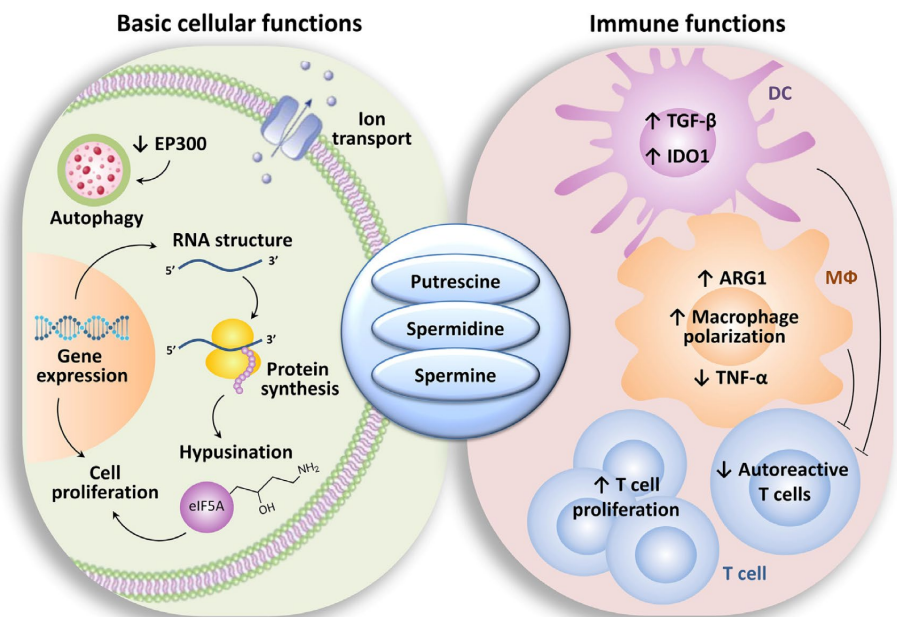 Basic cellular functions
Immune functions
Ion
transport
↓ EP300
Autophagy
RNA structure
5′ 3′
Gene
expression
5′ 3′
Protein
synthesis
Hypusination
Cell
proliferation
eIF5A
NH₂
OH
Putrescine
Spermidine
Spermine
DC
↑ TGF-β
↑ IDO1
MΦ
↑ ARG1
↑ Macrophage
polarization
↓ TNF-α
↑ T cell
proliferation
↓ Autoreactive
T cells
T cell